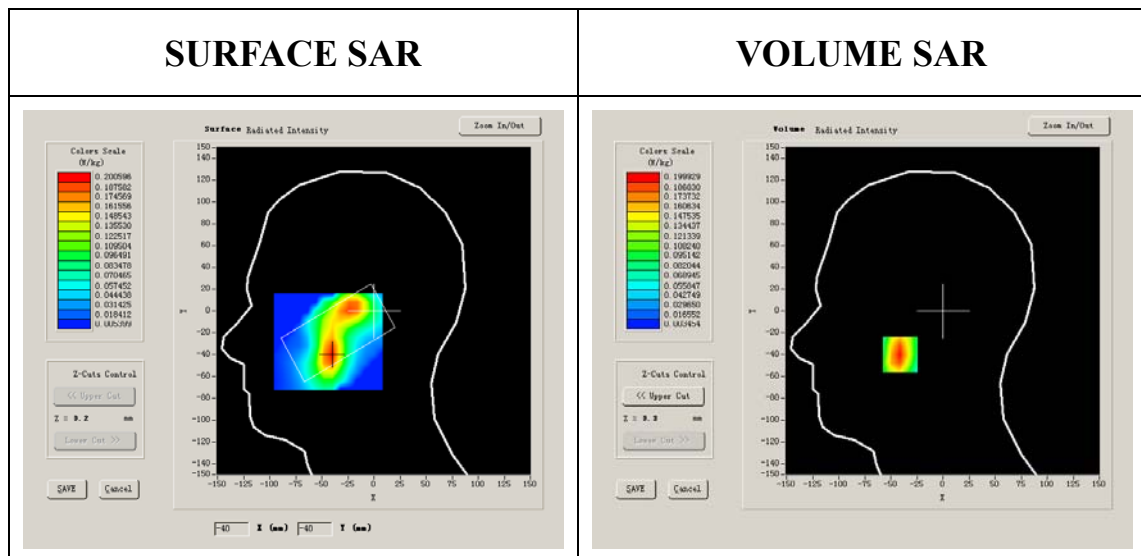 SURFACE SAR
VOLUME SAR
Surface Radiated Intensity
Zoom In/Out
Colors Scale
(W/kg)
0.200596
0.187582
0.174569
0.161556
0.148543
0.135530
0.122517
0.109504
0.096491
0.083478
0.070465
0.057452
0.044438
0.031425
0.018412
0.005399
150
140
120
100
80
60
40
20
0
-20
-40
-60
-80
-100
-120
-140
-150
Y
-150 -125 -100 -75 -50 -25 0 25 50 75 100 125 150
X
Z-Cuts Control
<< Upper Cut
Lower Cut >>
SAVE
Cancel
-40 X (mm) -40 Y (mm)
Volume Radiated Intensity
Zoom In/Out
Colors Scale
(W/kg)
0.199929
0.173732
0.160634
0.147535
0.134437
0.121339
0.108240
0.095142
0.082044
0.068945
0.055847
0.042749
0.029650
0.016552
0.003454
150
140
120
100
80
60
40
20
0
-20
-40
-60
-80
-100
-120
-140
-150
Y
-150 -125 -100 -75 -50 -25 0 25 50 75 100 125 150
X
Z-Cuts Control
<< Upper Cut
Lower Cut >>
SAVE
Cancel